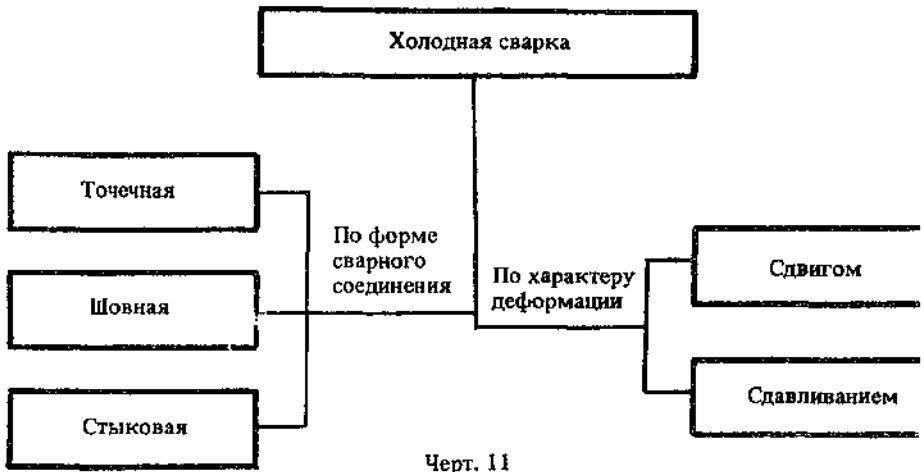 Холодная сварка
Точечная
Шовная
Стыковая
По форме
сварного
соединения
По характеру
деформации
Сдвигом
Сдавливанием
Черт. 11